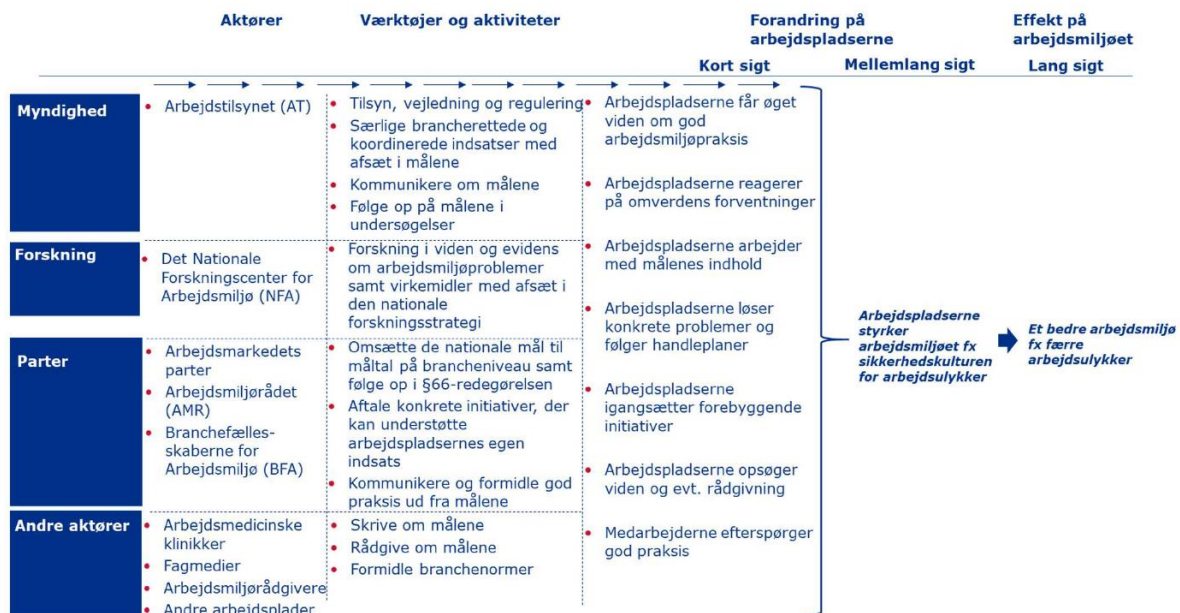 Aktører
Værktøjer og aktiviteter
Forandring på
arbejdspladserne
Effekt på
arbejdsmiljøet
Kort sigt
Mellemlang sigt
Lang sigt
Myndighed
• Arbejdstilsynet (AT)
• Tilsyn, vejledning og regulering
• Særlige brancherettede og
koordinerede indsatser med
afsæt i målene
• Kommunikere om målene
• Følge op på målene i
undersøgelser
Forskning
• Det Nationale
Forskningscenter for
Arbejdsmiljø (NFA)
• Forskning i viden og evidens
om arbejdsmiljøproblemer
samt virkemidler med afsæt i
den nationale
forskningsstrategi
Parter
• Arbejdsmarkedets
parter
• Arbejdsmiljørådet
(AMR)
• Branchefælles-
skaberne for
Arbejdsmiljø (BFA)
• Omsætte de nationale mål til
måltal på brancheniveau samt
følge op i §66-redegørelsen
• Aftale konkrete initiativer, der
kan understøtte
arbejdspladsernes egen
indsats
• Kommunikere og formidle god
praksis ud fra målene
Andre aktører
• Arbejdsmedicinske
klinikker
• Fagmedier
• Arbejdsmiljørådgivere
• Andre arbejdsplader
• Skrive om målene
• Rådgive om målene
• Formidle branchenormer
• Arbejdspladserne får øget
viden om god
arbejdsmiljøpraksis
• Arbejdspladserne reagerer
på omverdens forventninger
• Arbejdspladserne arbejder
med målenes indhold
• Arbejdspladserne løser
konkrete problemer og
følger handleplaner
• Arbejdspladserne
igangsætter forebyggende
initiativer
• Arbejdspladserne opsøger
viden og evt. rådgivning
• Medarbejderne efterspørger
god praksis
Arbejdspladserne
styrker
arbejdsmiljøet fx
sikkerhedskulturen
for arbejdsulykker
Et bedre arbejdsmiljø
fx færre
arbejdsulykker